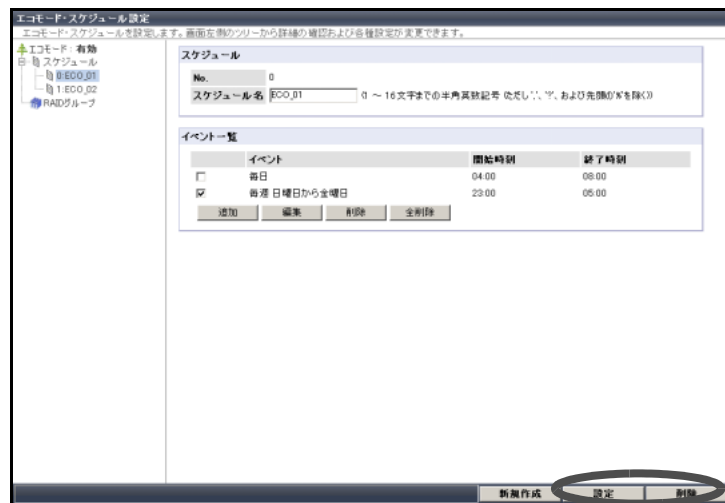 エコモード・スケジュール設定
エコモード・スケジュールを設定します。画面左側のツリーから詳細の確認および各種設定が変更できます。
エコモード: 有効
スケジュール
0:ECO_01
1:ECO_02
RAIDグループ
スケジュール
No. 0
スケジュール名 ECO_01 (1 ~ 16文字までの半角英数記号 (ただし
イベント一覧
イベント 開始時刻 終了時刻
毎日 04:00 08:00
毎週 日曜日から金曜日 23:00 05:00
追加 編集 削除 全削除
新規作成 設定 削除